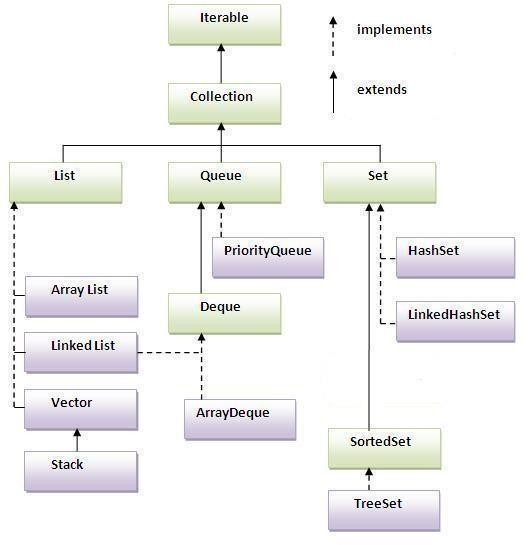 Iterable
implements
extends
Collection
List
Queue
Set
PriorityQueue
HashSet
Array List
Deque
LinkedHashSet
Linked List
Vector
ArrayDeque
SortedSet
Stack
TreeSet